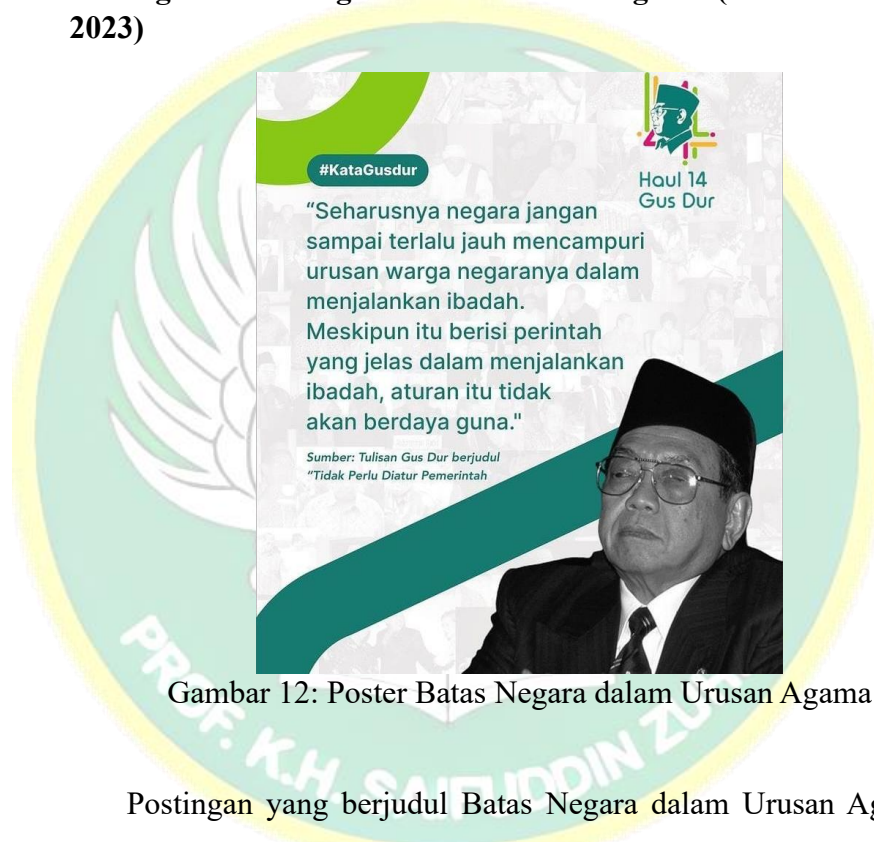 2023)
#KataGusdur
Haul 14
Gus Dur
“Seharusnya negara jangan
sampai terlalu jauh mencampuri
urusan warga negaranya dalam
menjalankan ibadah.
Meskipun itu berisi perintah
yang jelas dalam menjalankan
ibadah, aturan itu tidak
akan berdaya guna."
Sumber: Tulisan Gus Dur berjudul
"Tidak Perlu Diatur Pemerintah
Gambar 12: Poster Batas Negara dalam Urusan Agama
PROF. K.H. SAIFUDDIN
Postingan yang berjudul Batas Negara dalam Urusan